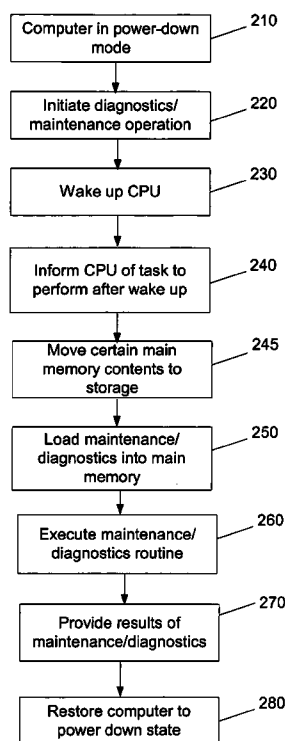 Computer in power-down
mode
210
Initiate diagnostics/
maintenance operation
220
Wake up CPU
230
Inform CPU of task to
perform after wake up
240
Move certain main
memory contents to
storage
245
Load maintenance/
diagnostics into main
memory
250
Execute maintenance/
diagnostics routine
260
Provide results of
maintenance/diagnostics
270
Restore computer to
power down state
280